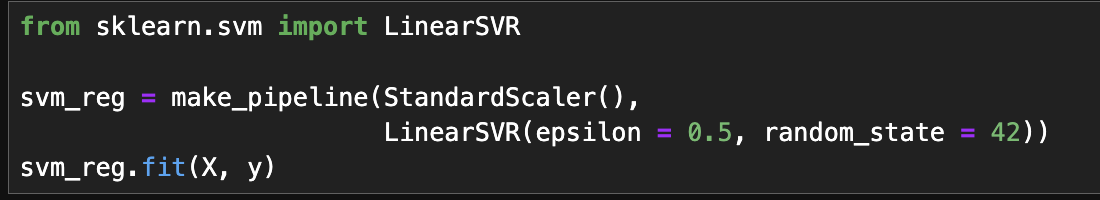 from sklearn.svm import LinearSVR
svm_reg = make_pipeline(StandardScaler(),
LinearSVR(epsilon = 0.5, random_state = 42))
svm_reg.fit(X, y)